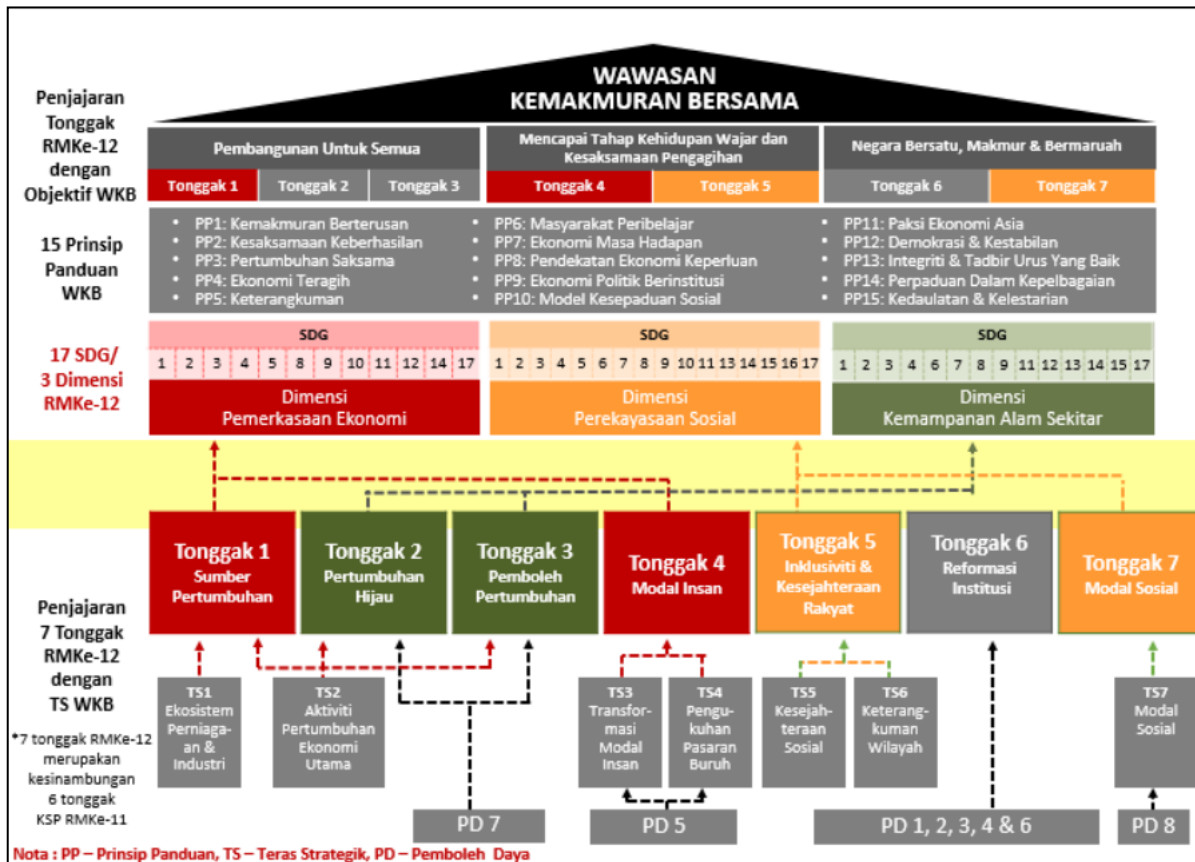 WAWASAN
KEMAKMURAN BERSAMA
Penjajaran
Tonggak
RMKe-12
dengan
Objektif WKB
Pembangunan Untuk Semua
Mencapai Tahap Kehidupan Wajar dan
Kesaksamaan Pengagihan
Negara Bersatu, Makmur & Bermaruah
Tonggak 1 Tonggak 2 Tonggak 3 Tonggak 4 Tonggak 5 Tonggak 6 Tonggak 7
15 Prinsip
Panduan
WKB
• PP1: Kemakmuran Berterusan
• PP2: Kesaksamaan Keberhasilan
• PP3: Pertumbuhan Saksama
• PP4: Ekonomi Teragih
• PP5: Keterangkuman
• PP6: Masyarakat Peribelajar
• PP7: Ekonomi Masa Hadapan
• PP8: Pendekatan Ekonomi Keperluan
• PP9: Ekonomi Politik Berinstitusi
• PP10: Model Kesepaduan Sosial
• PP11: Paksi Ekonomi Asia
• PP12: Demokrasi & Kestabilan
• PP13: Integriti & Tadbir Urus Yang Baik
• PP14: Perpaduan Dalam Kepelbagaian
• PP15: Kedaulatan & Kelestarian
17 SDG/
3 Dimensi
RMKe-12
SDG
1 2 3 4 5 6 7 8 9 10 11 12 14 17
Dimensi
Pemerkasaan Ekonomi
SDG
1 2 3 4 5 6 7 8 9 10 11 13 12 15 16 17
Dimensi
Perekayasaan Sosial
SDG
1 2 3 4 6 7 8 9 11 12 13 14 15 17
Dimensi
Kemampanan Alam Sekitar
Penjajaran
7 Tonggak
RMKe-12
dengan
TS WKB
*7 tonggak RMKe-12
merupakan
kesinambungan
6 tonggak
KSP RMKe-11
Tonggak 1
Sumber
Pertumbuhan
Tonggak 2
Pertumbuhan
Hijau
Tonggak 3
Pemboleh
Pertumbuhan
Tonggak 4
Modal Insan
Tonggak 5
Inklusiviti &
Kesejahteraan
Rakyat
Tonggak 6
Reformasi
Institusi
Tonggak 7
Modal Sosial
TS1
Ekosistem
Perniaga-
an &
Industri
TS2
Aktiviti
Pertumbuhan
Ekonomi
Utama
TS3
Transfor-
masi
Modal
Insan
TS4
Pengu-
kuhan
Pasaran
Buruh
TS5
Kesejah-
teraan
Sosial
TS6
Keterang-
kuman
Wilayah
TS7
Modal
Sosial
PD 7
PD 5
PD 1, 2, 3, 4 & 6
PD 8
Nota : PP – Prinsip Panduan, TS – Teras Strategik, PD – Pemboleh Daya